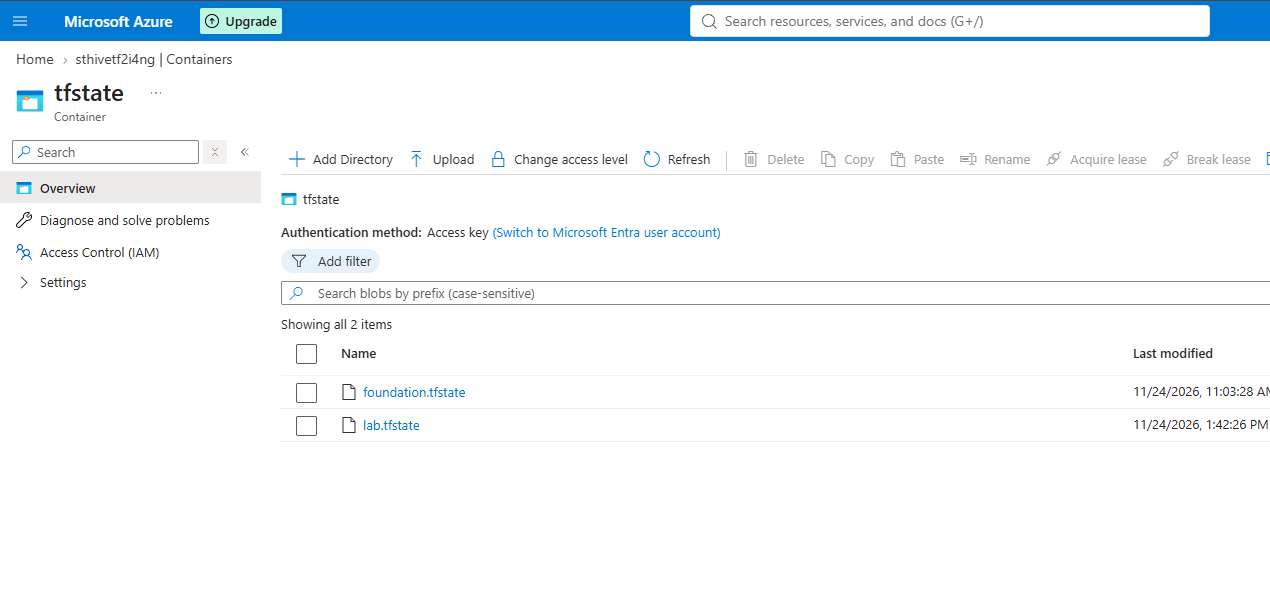 Microsoft Azure
Upgrade
Search resources, services, and docs (G+/)
Home > sthivetf2i4ng | Containers
tfstate ...
Container
Search
Overview
Diagnose and solve problems
Access Control (IAM)
Settings
Add Directory Upload Change access level Refresh Delete Copy Paste Rename Acquire lease Break lease
tfstate
Authentication method: Access key (Switch to Microsoft Entra user account)
Add filter
Search blobs by prefix (case-sensitive)
Showing all 2 items
Name Last modified
foundation.tfstate 11/24/2026, 11:03:28 AM
lab.tfstate 11/24/2026, 1:42:26 PM